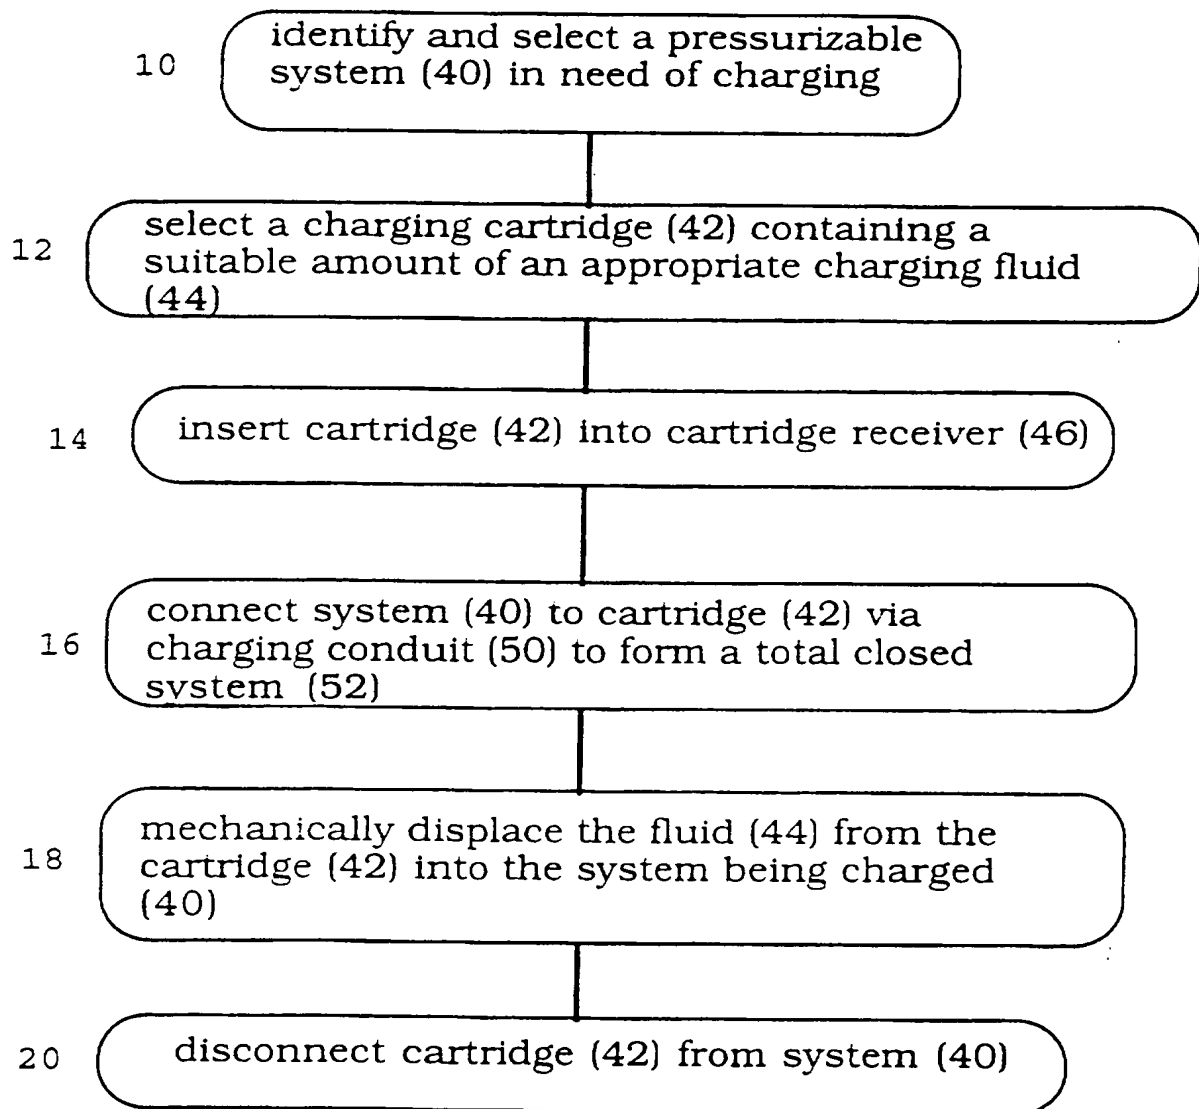 10
identify and select a pressurizable
system (40) in need of charging
12
select a charging cartridge (42) containing a
suitable amount of an appropriate charging fluid
(44)
14
insert cartridge (42) into cartridge receiver (46)
16
connect system (40) to cartridge (42) via
charging conduit (50) to form a total closed
system (52)
18
mechanically displace the fluid (44) from the
cartridge (42) into the system being charged
(40)
20
disconnect cartridge (42) from system (40)